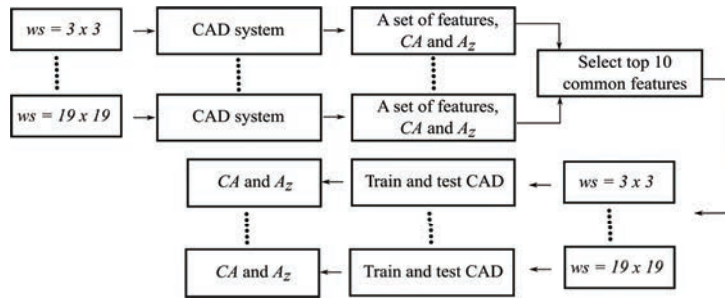 ws = 3 x 3
CAD system
A set of features,
CA and Az
Select top 10
common features
ws = 19 x 19
CAD system
A set of features,
CA and Az
CA and Az
Train and test CAD
ws = 3 x 3
CA and Az
Train and test CAD
ws = 19 x 19